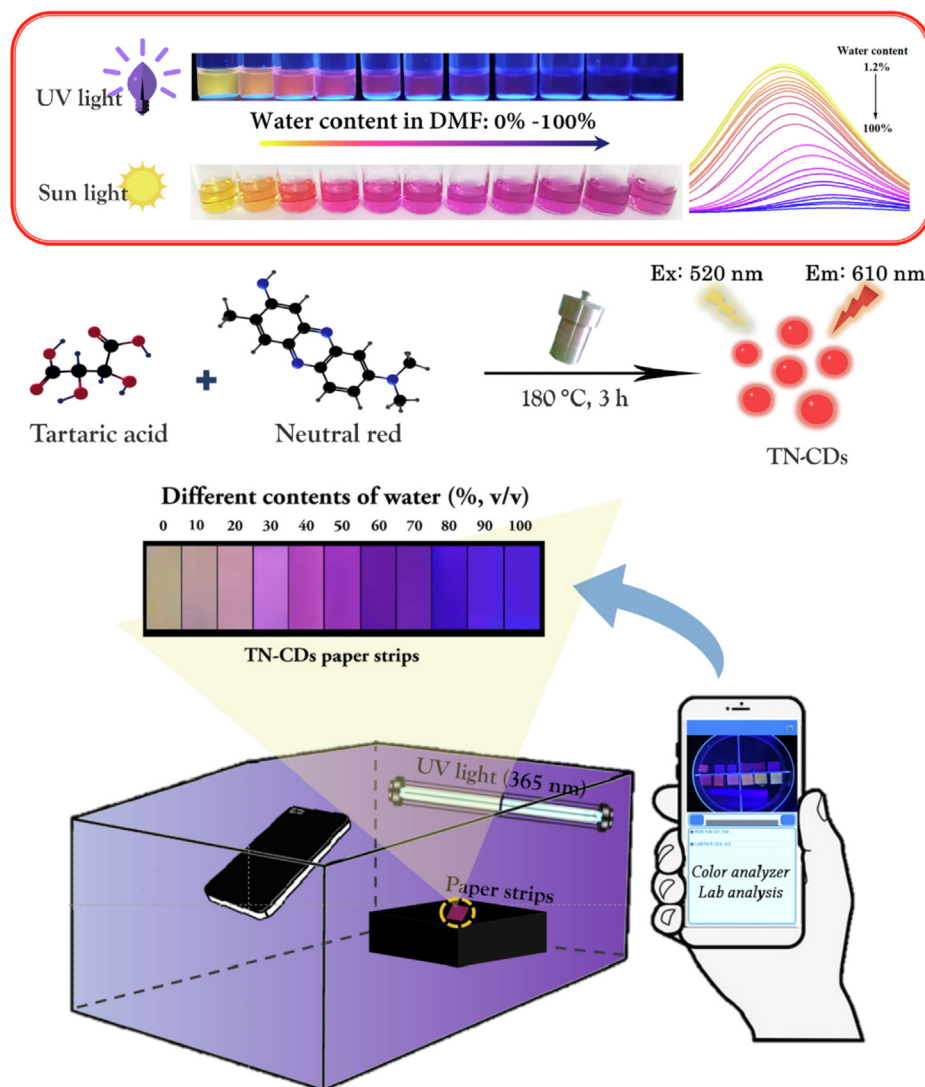 UV light
Water content in DMF: 0% -100%
Sun light
Water content
1.2%
100%
Ex: 520 nm
Em: 610 nm
180 °C, 3 h
Tartaric acid
Neutral red
TN-CDs
Different contents of water (%, v/v)
0 10 20 30 40 50 60 70 80 90 100
TN-CDs paper strips
UV light (365 nm)
Paper strips
Color analyzer
Lab analysis